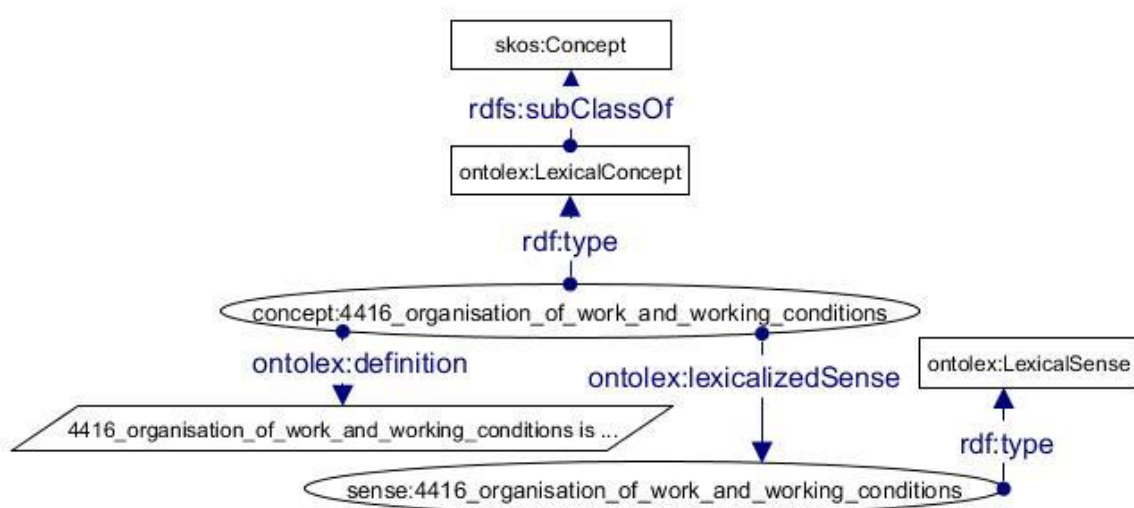 skos:Concept
rdfs:subClassOf
ontolex:LexicalConcept
rdf:type
concept:4416_organisation_of_work_and_working_conditions
ontolex:definition
ontolex:lexicalizedSense
ontolex:LexicalSense
4416_organisation_of_work_and_working_conditions is ...
rdf:type
sense:4416_organisation_of_work_and_working_conditions